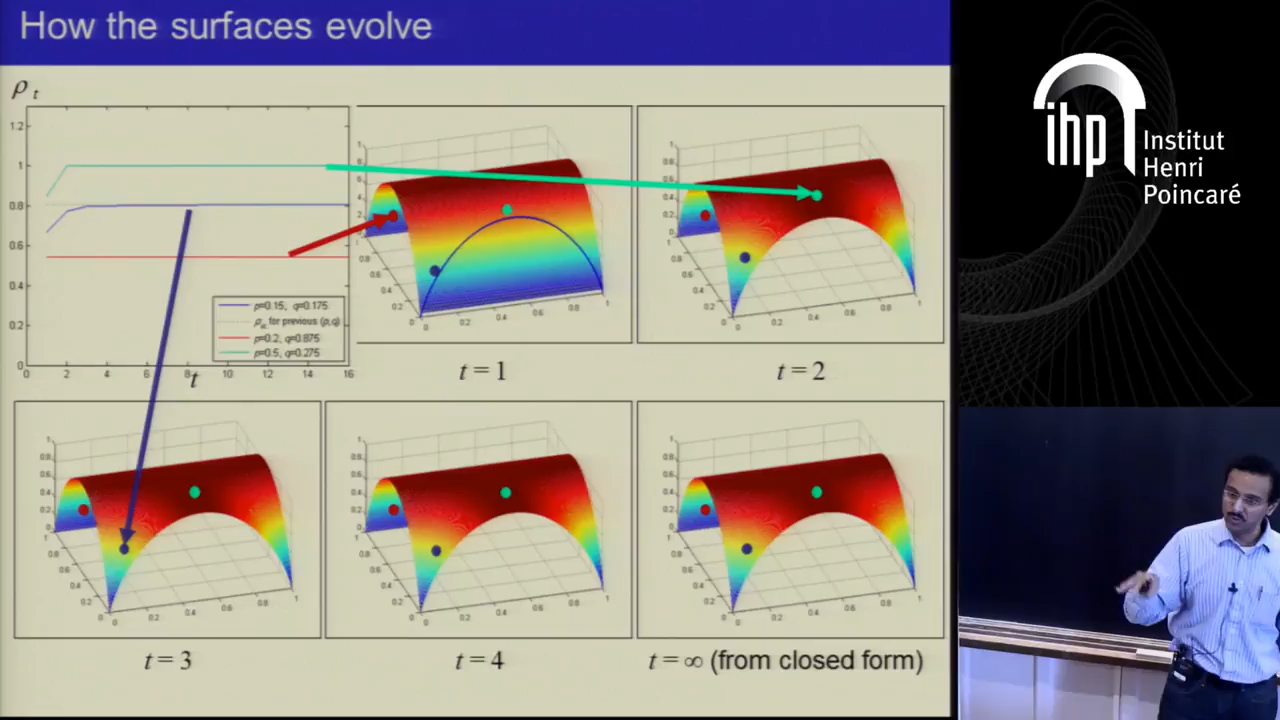 How the surfaces evolve
ρ t
1.2
1
0.8
0.6
0.4
0.2
0
0 2 4 6 8 10 12 14 16
t
p=0.15, q=0.175
ρ∞ for previous (p,q)
p=0.2, q=0.875
p=0.5, q=0.275
t = 1
t = 2
t = 3
t = 4
t = ∞ (from closed form)
ihp
Institut
Henri
Poincaré